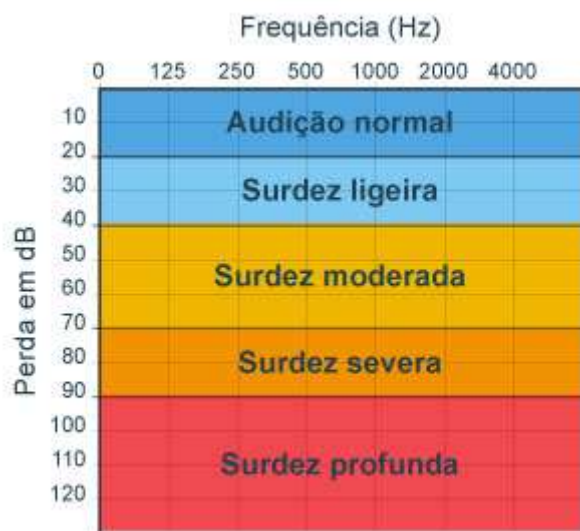 Frequência (Hz)
0 125 250 500 1000 2000 4000
10
Audição normal
20
30
Surdez ligeira
40
50
Surdez moderada
60
70
80
Surdez severa
90
100
110
Surdez profunda
120
Perda em dB